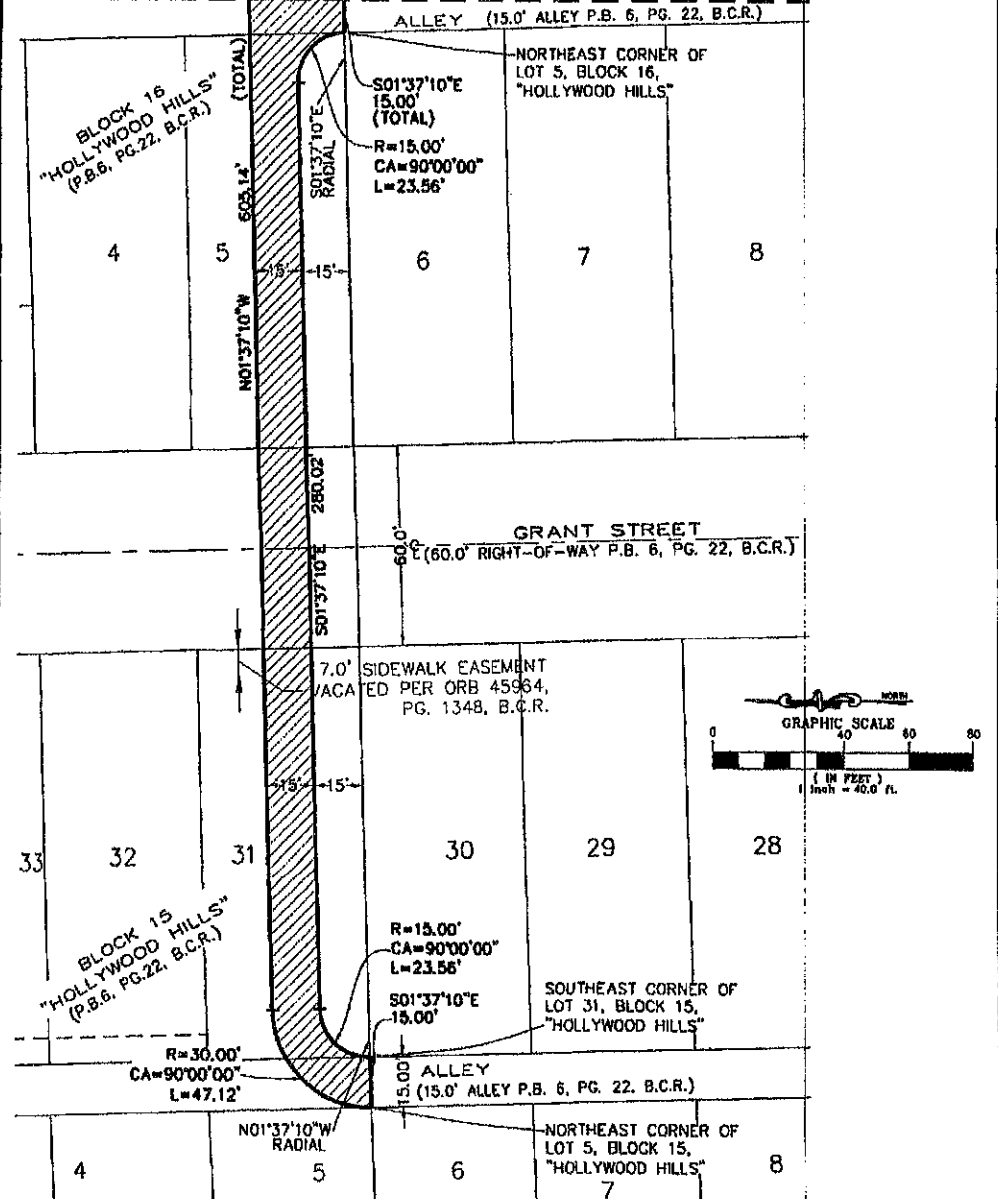 ALLEY (15.0' ALLEY P.B. 6, PG. 22, B.C.R.)
NORTHEAST CORNER OF
LOT 5, BLOCK 16,
"HOLLYWOOD HILLS"
BLOCK 16
"HOLLYWOOD HILLS"
(P.B.6, PG.22, B.C.R.)
(TOTAL)
605.14'
N01°37'10"W
S01°37'10"E
15.00'
(TOTAL)
S01°37'10"E
RADIAL
R=15.00'
CA=90°00'00"
L=23.56'
4
5
6
7
8
15'
15'
280.02'
S01°37'10"E
60.0'
GRANT STREET
℄(60.0' RIGHT-OF-WAY P.B. 6, PG. 22, B.C.R.)
7.0' SIDEWALK EASEMENT
VACATED PER ORB 45964,
PG. 1348, B.C.R.
NORTH
GRAPHIC SCALE
0 40 60 80
( IN FEET )
1 inch = 40.0 ft.
15'
15'
33
32
31
30
29
28
BLOCK 15
"HOLLYWOOD HILLS"
(P.B.6, PG.22, B.C.R.)
R=15.00'
CA=90°00'00"
L=23.56'
S01°37'10"E
15.00'
SOUTHEAST CORNER OF
LOT 31, BLOCK 15,
"HOLLYWOOD HILLS"
R=30.00'
CA=90°00'00"
L=47.12'
15.00'
ALLEY
(15.0' ALLEY P.B. 6, PG. 22. B.C.R.)
N01°37'10"W
RADIAL
NORTHEAST CORNER OF
LOT 5, BLOCK 15,
"HOLLYWOOD HILLS"
4
5
6
7
8